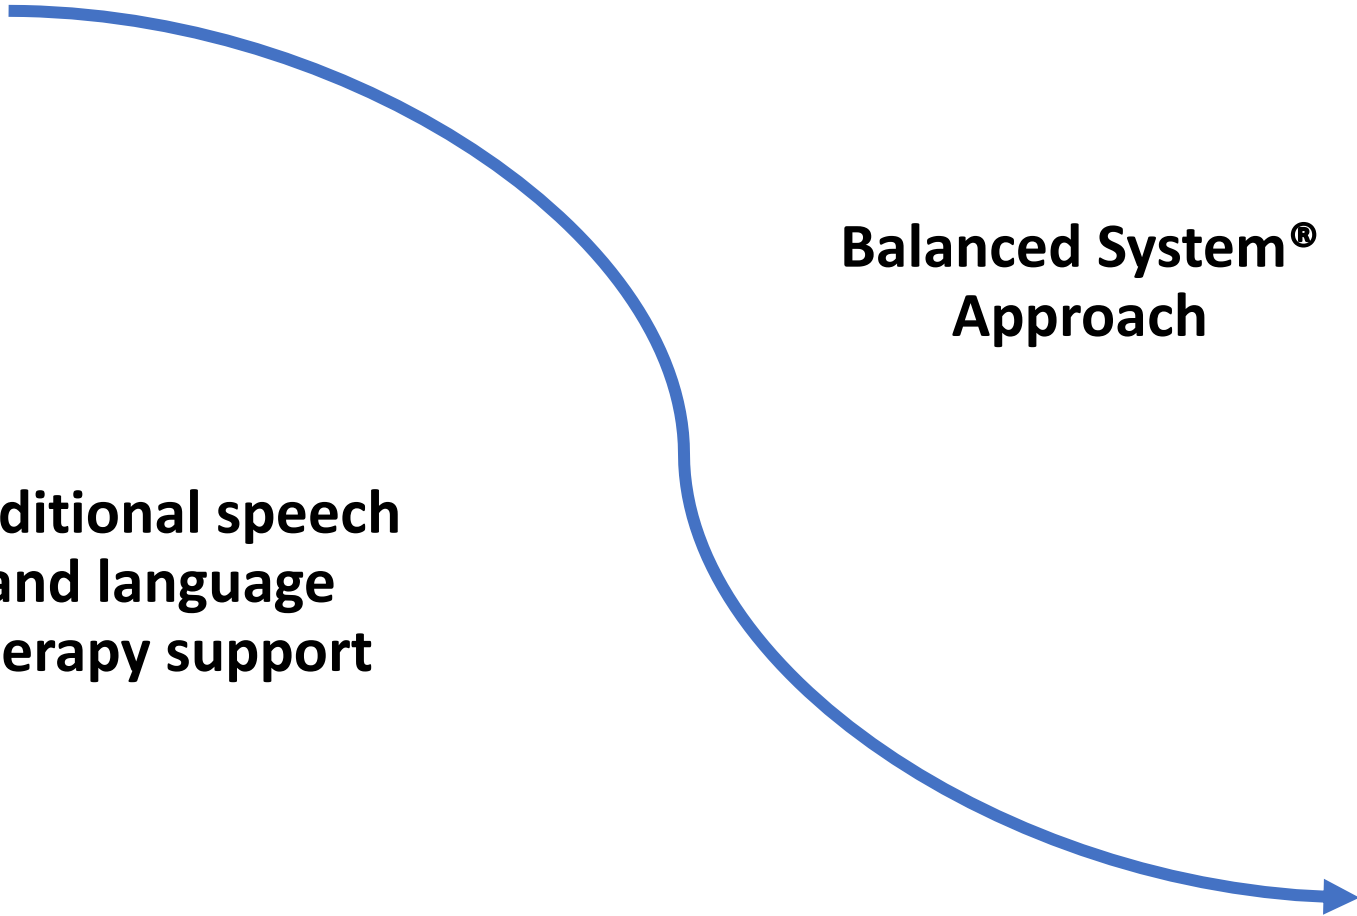 Balanced System®
Approach
ditional speech
and language
erapy support